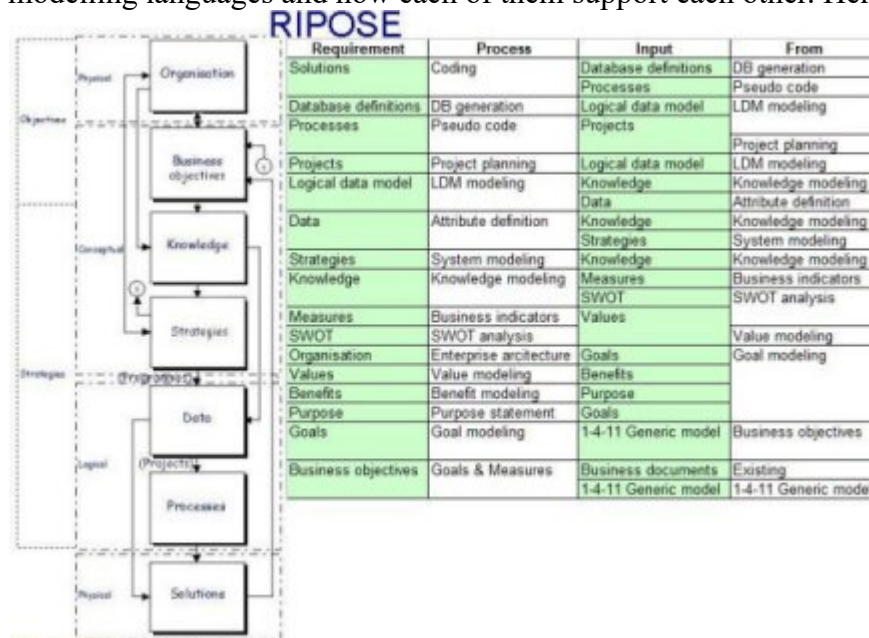 modelling languages and how each of them support each other. Her
RIPOSE
Physical
Organisation
Objectives
Business
objectives
Conceptual
Knowledge
Strategies
Strategies
Data
Logical
(Projects)
Processes
Physical
Solutions
Requirement Process Input From
Solutions Coding Database definitions DB generation
Processes Pseudo code
Database definitions DB generation Logical data model LDM modeling
Processes Pseudo code Projects
Project planning
Projects Project planning Logical data model LDM modeling
Logical data model LDM modeling Knowledge Knowledge modeling
Data Attribute definition
Data Attribute definition Knowledge Knowledge modeling
Strategies System modeling
Strategies System modeling Knowledge Knowledge modeling
Knowledge Knowledge modeling Measures Business indicators
SWOT SWOT analysis
Measures Business indicators Values
SWOT SWOT analysis Value modeling
Organisation Enterprise arcitecture Goals Goal modeling
Values Value modeling Benefits
Benefits Benefit modeling Purpose
Purpose Purpose statement Goals
Goals Goal modeling 1-4-11 Generic model Business objectives
Business objectives Goals & Measures Business documents Existing
1-4-11 Generic model 1-4-11 Generic mode